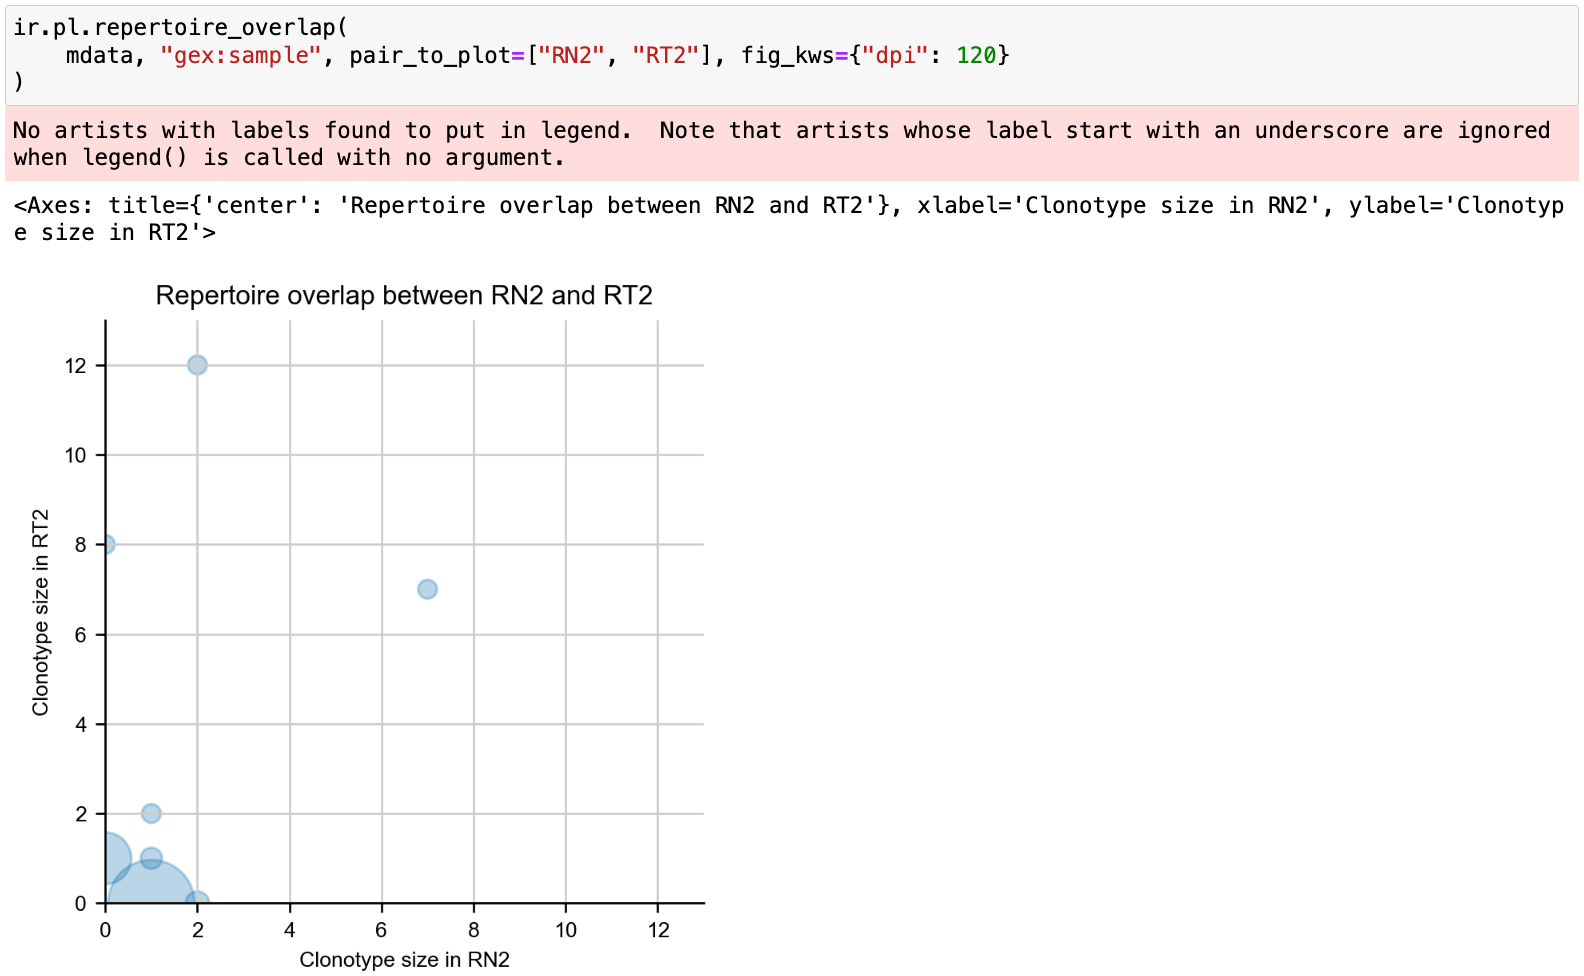 ir.pl.repertoire_overlap(
    mdata, "gex:sample", pair_to_plot=["RN2", "RT2"], fig_kws={"dpi": 120}
)
No artists with labels found to put in legend.  Note that artists whose label start with an underscore are ignored
when legend() is called with no argument.
<Axes: title={'center': 'Repertoire overlap between RN2 and RT2'}, xlabel='Clonotype size in RN2', ylabel='Clonotyp
e size in RT2'>
Repertoire overlap between RN2 and RT2
Clonotype size in RT2
12
10
8
6
4
2
0
0 2 4 6 8 10 12
Clonotype size in RN2